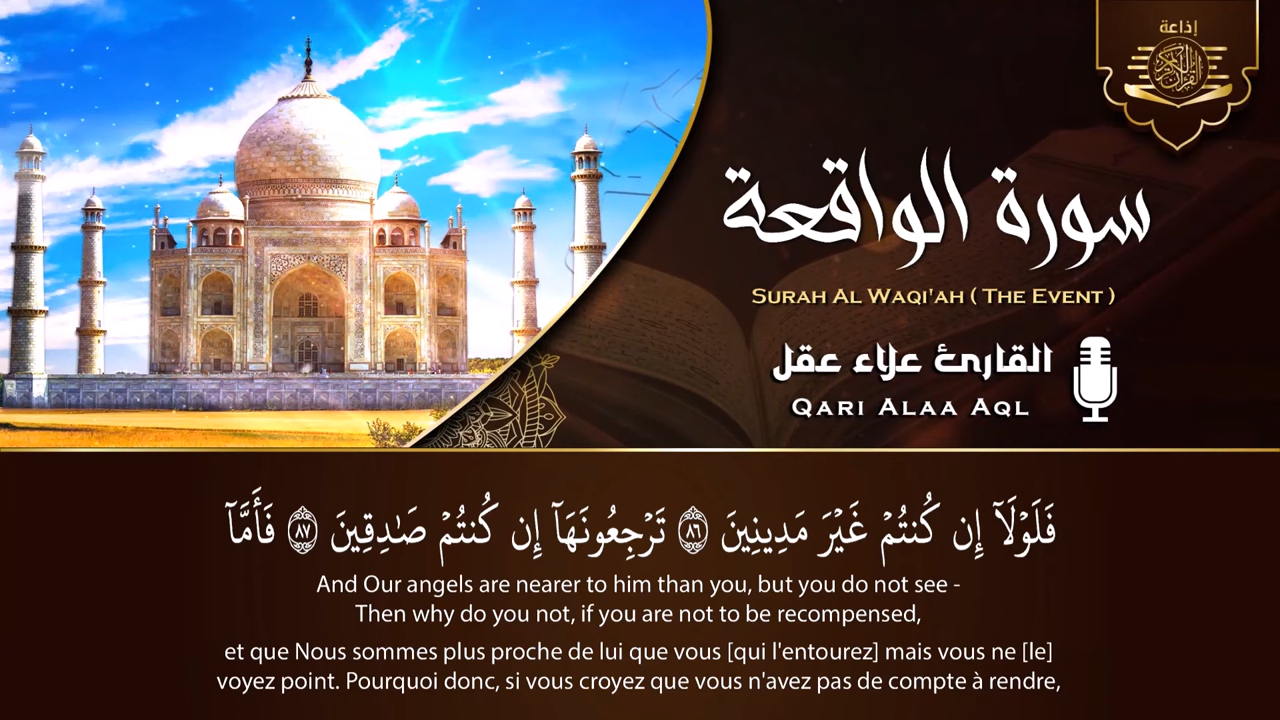 إذاعة
القرآن الكريم
سورة الواقعة
SURAH AL WAQI'AH ( THE EVENT )
القارئ علاء عقل
QARI ALAA AQL
فَلَوْلَآ إِن كُنتُمْ غَيْرَ مَدِينِينَ ٨٦ تَرْجِعُونَهَآ إِن كُنتُمْ صَـٰدِقِينَ ٨٧ فَأَمَّآ
And Our angels are nearer to him than you, but you do not see -
Then why do you not, if you are not to be recompensed,
et que Nous sommes plus proche de lui que vous [qui l'entourez] mais vous ne [le]
voyez point. Pourquoi donc, si vous croyez que vous n'avez pas de compte à rendre,